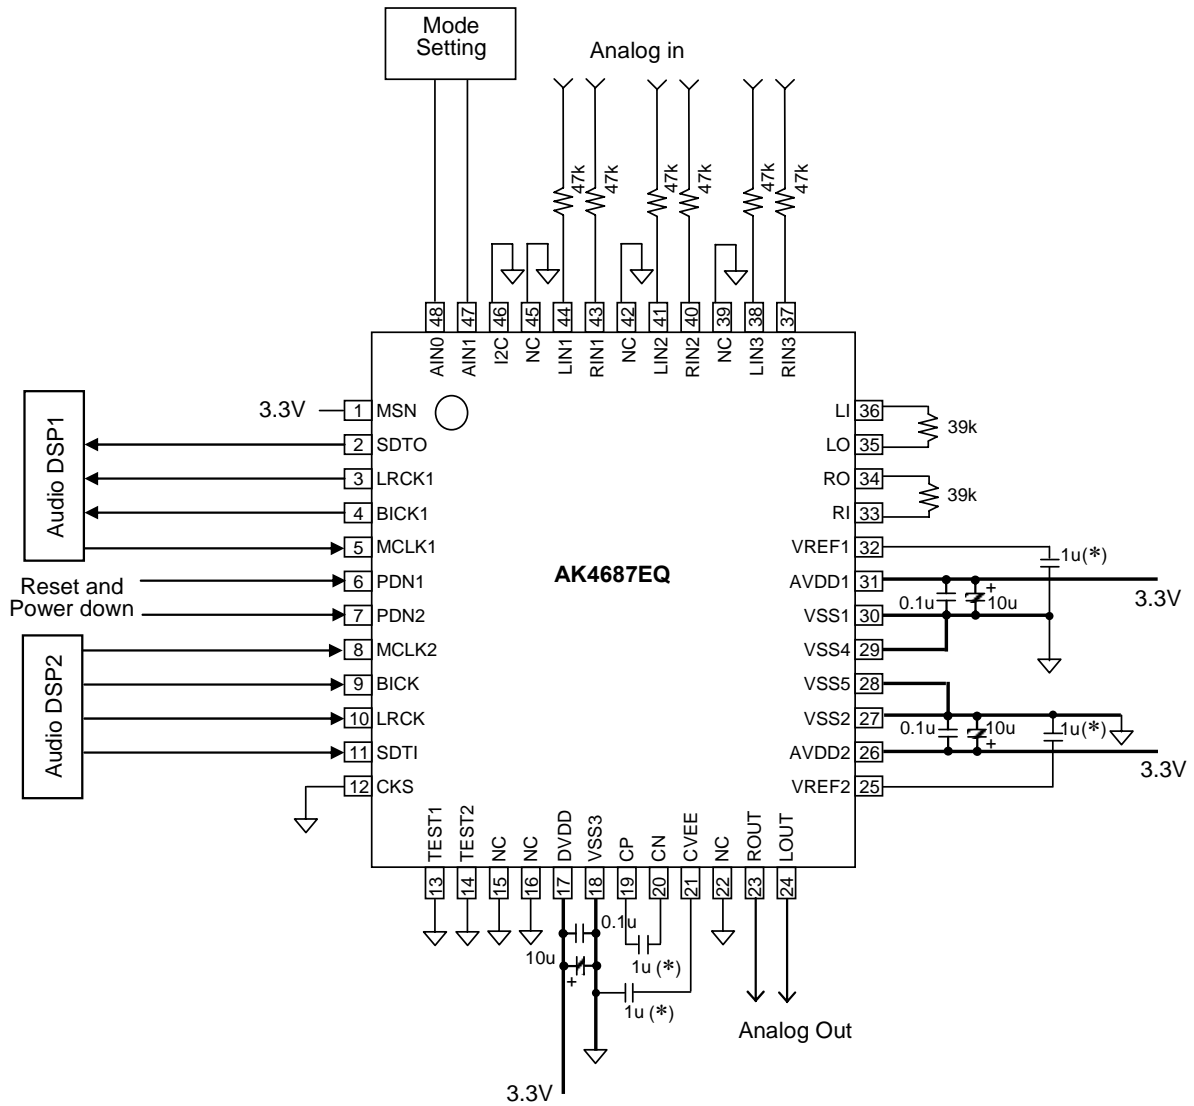 Mode
Setting
Analog in
47k
47k
47k
47k
47k
47k
48
47
46
45
44
43
42
41
40
39
38
37
AIN0
AIN1
I2C
NC
LIN1
RIN1
NC
LIN2
RIN2
NC
LIN3
RIN3
Audio DSP1
Reset and
Power down
Audio DSP2
3.3V
1 MSN
2 SDTO
3 LRCK1
4 BICK1
5 MCLK1
6 PDN1
7 PDN2
8 MCLK2
9 BICK
10 LRCK
11 SDTI
12 CKS
AK4687EQ
LI 36
LO 35
39k
RO 34
RI 33
39k
VREF1 32
1u(*)
AVDD1 31
0.1u
+
10u
3.3V
VSS1 30
VSS4 29
VSS5 28
VSS2 27
0.1u
10u
+
1u(*)
AVDD2 26
3.3V
VREF2 25
TEST1
TEST2
NC
NC
DVDD
VSS3
CP
CN
CVEE
NC
ROUT
LOUT
13
14
15
16
17
18
19
20
21
22
23
24
0.1u
10u
+
1u (*)
1u (*)
Analog Out
3.3V